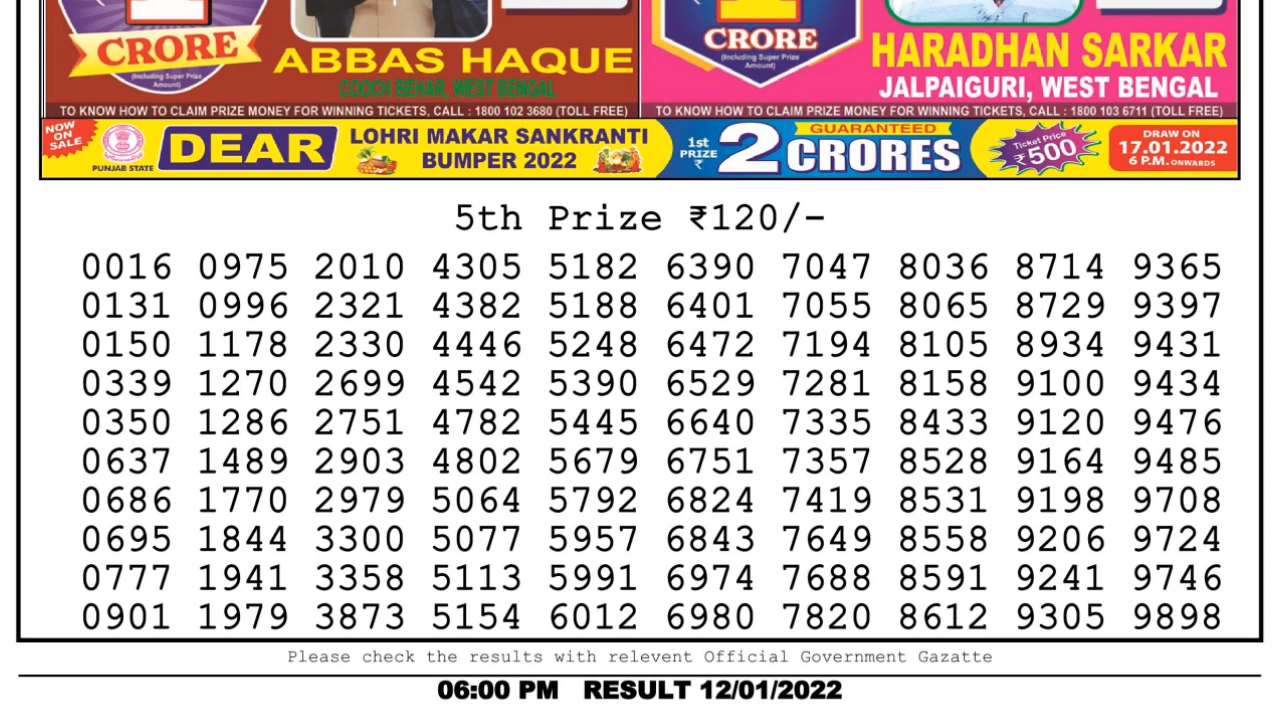 CRORE
(Including Super Prize
Amount)
ABBAS HAQUE
COOCH BEHAR, WEST BENGAL
TO KNOW HOW TO CLAIM PRIZE MONEY FOR WINNING TICKETS, CALL : 1800 102 3680 (TOLL FREE)
CRORE
(Including Super Prize
Amount)
HARADHAN SARKAR
JALPAIGURI, WEST BENGAL
TO KNOW HOW TO CLAIM PRIZE MONEY FOR WINNING TICKETS, CALL : 1800 103 6711 (TOLL FREE)
NOW
ON
SALE
PUNJAB STATE
DEAR
LOHRI MAKAR SANKRANTI
BUMPER 2022
1st
PRIZE
₹
2
GUARANTEED
CRORES
Ticket Price
₹500
DRAW ON
17.01.2022
6 P.M. ONWARDS
5th Prize ₹120/-
0016 0975 2010 4305 5182 6390 7047 8036 8714 9365
0131 0996 2321 4382 5188 6401 7055 8065 8729 9397
0150 1178 2330 4446 5248 6472 7194 8105 8934 9431
0339 1270 2699 4542 5390 6529 7281 8158 9100 9434
0350 1286 2751 4782 5445 6640 7335 8433 9120 9476
0637 1489 2903 4802 5679 6751 7357 8528 9164 9485
0686 1770 2979 5064 5792 6824 7419 8531 9198 9708
0695 1844 3300 5077 5957 6843 7649 8558 9206 9724
0777 1941 3358 5113 5991 6974 7688 8591 9241 9746
0901 1979 3873 5154 6012 6980 7820 8612 9305 9898
Please check the results with relevent Official Government Gazatte
06:00 PM RESULT 12/01/2022